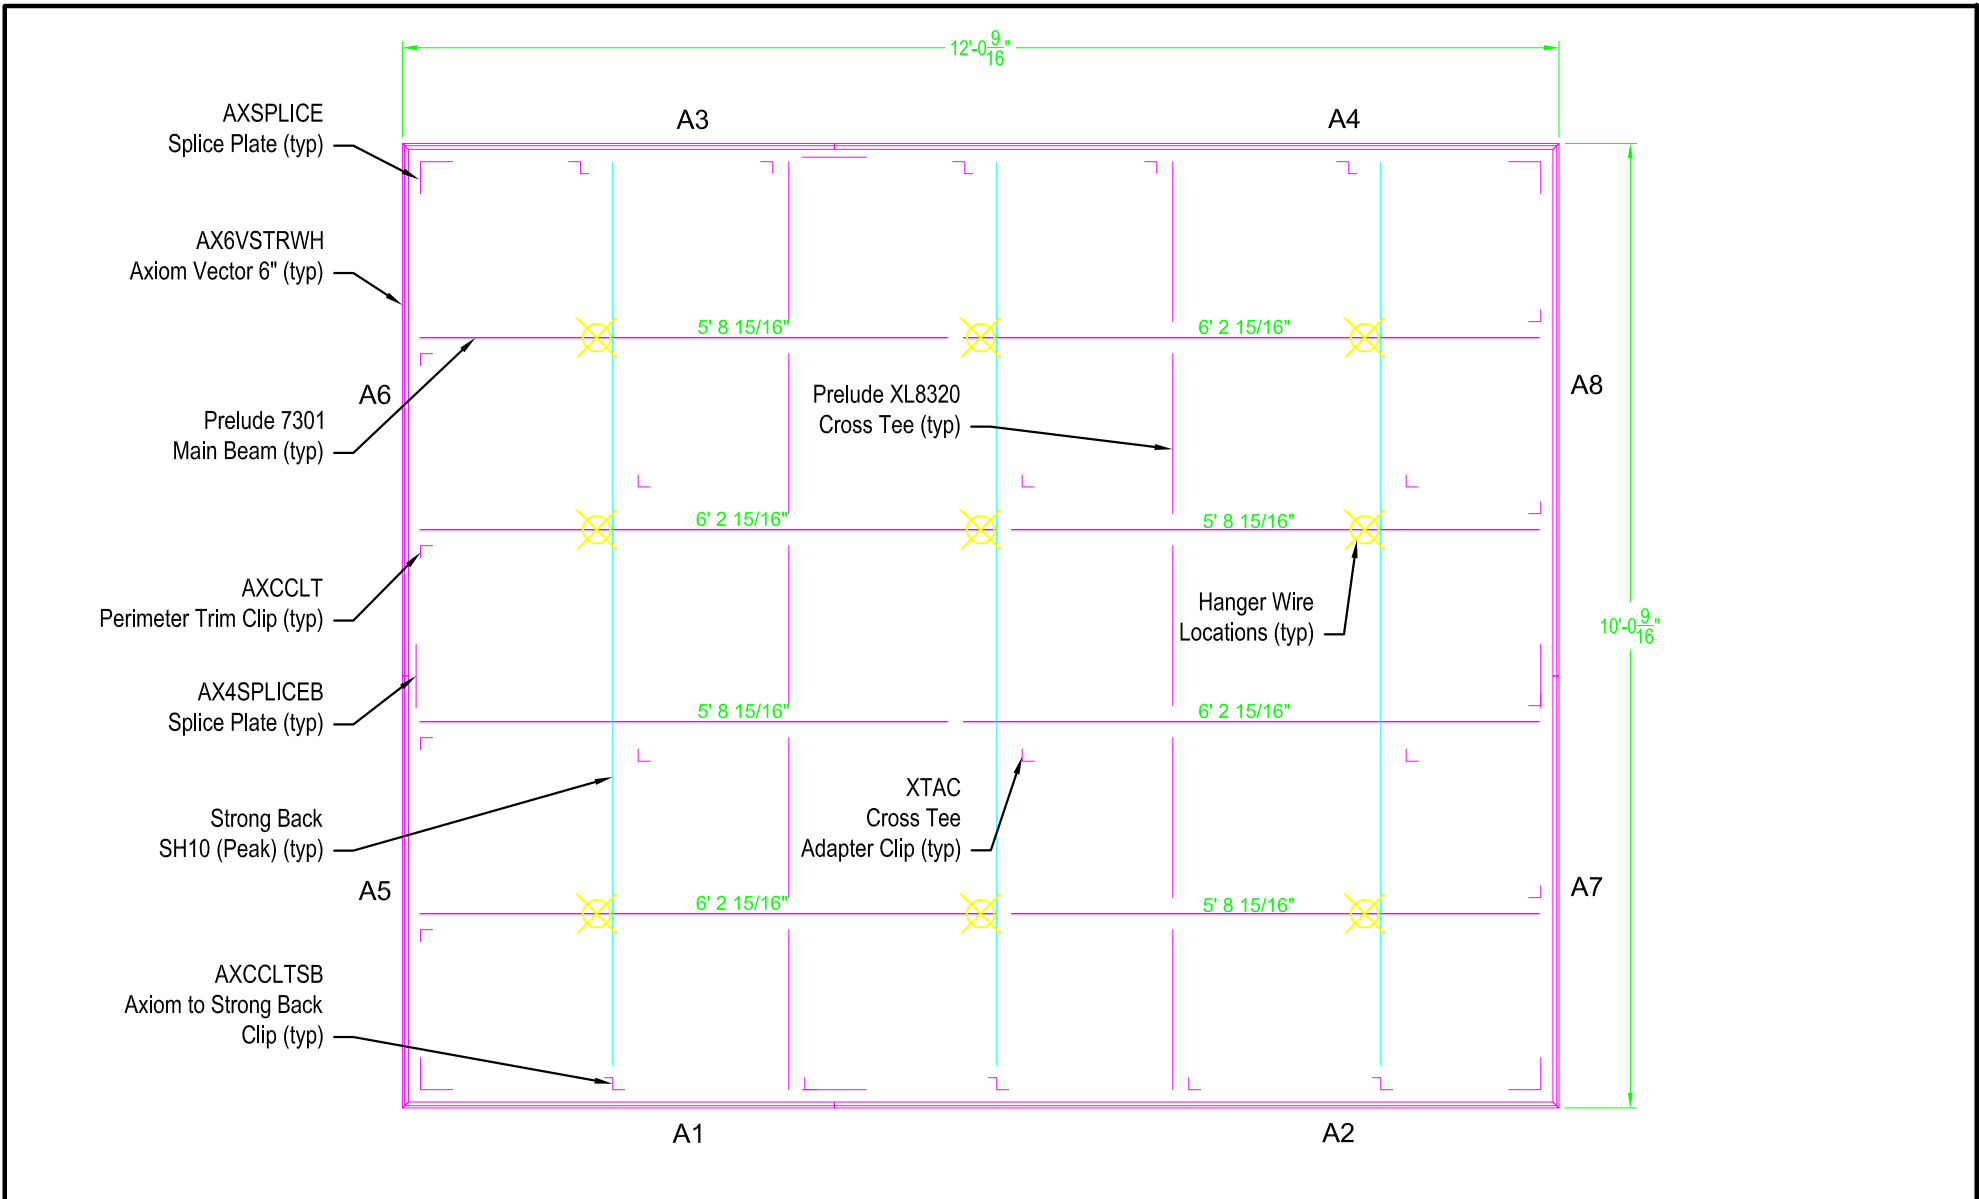 12'-0 9/16"
A3
A4
AXSPLICE
Splice Plate (typ)
AX6VSTRWH
Axiom Vector 6" (typ)
5' 8 15/16"
6' 2 15/16"
A6
A8
Prelude 7301
Main Beam (typ)
Prelude XL8320
Cross Tee (typ)
6' 2 15/16"
5' 8 15/16"
AXCCLT
Perimeter Trim Clip (typ)
Hanger Wire
Locations (typ)
10'-0 9/16"
AX4SPLICEB
Splice Plate (typ)
5' 8 15/16"
6' 2 15/16"
Strong Back
SH10 (Peak) (typ)
XTAC
Cross Tee
Adapter Clip (typ)
A5
A7
6' 2 15/16"
5' 8 15/16"
AXCCLTSB
Axiom to Strong Back
Clip (typ)
A1
A2